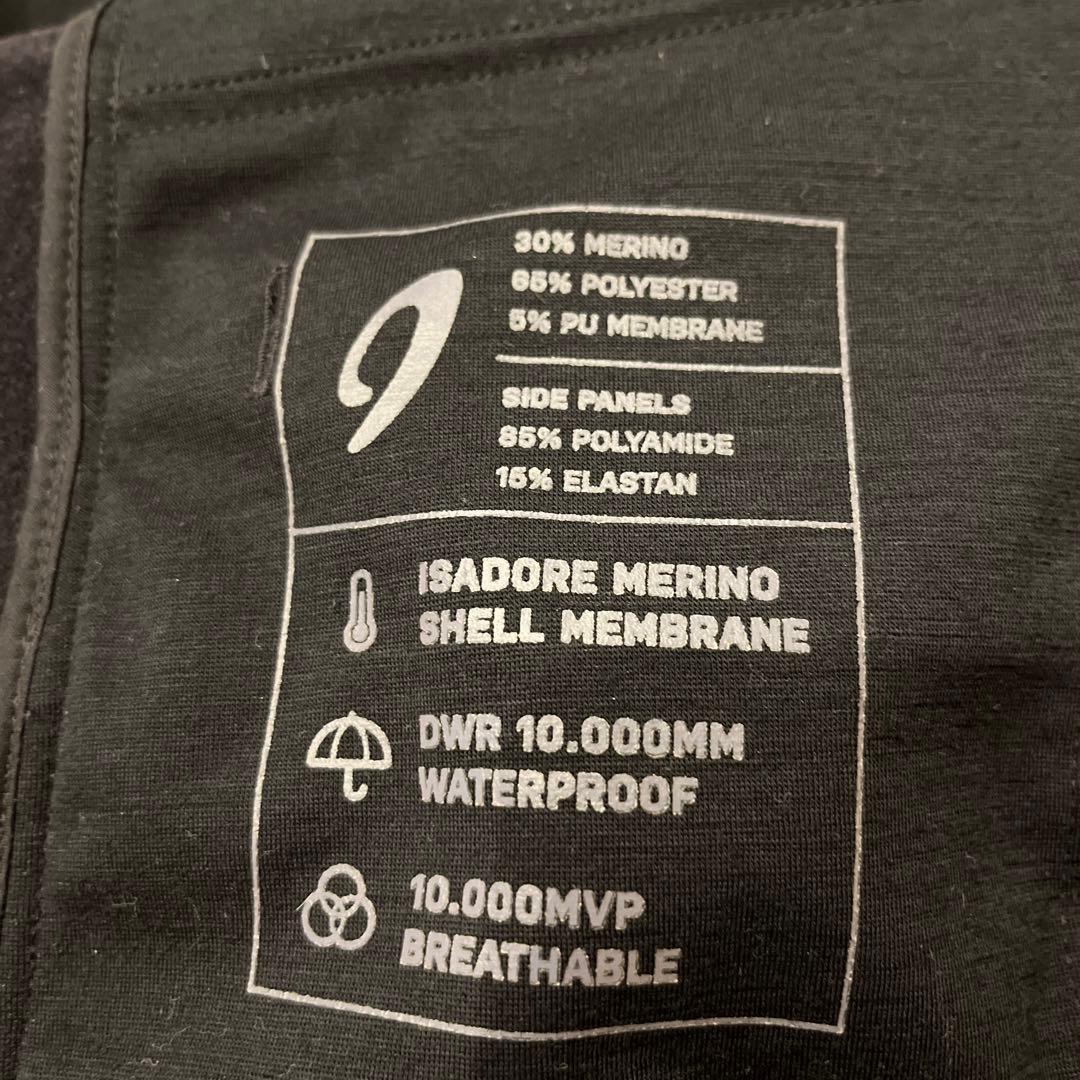 30% MERINO
65% POLYESTER
5% PU MEMBRANE
SIDE PANELS
85% POLYAMIDE
15% ELASTAN
ISADORE MERINO
SHELL MEMBRANE
DWR 10.000MM
WATERPROOF
10.000MVP
BREATHABLE